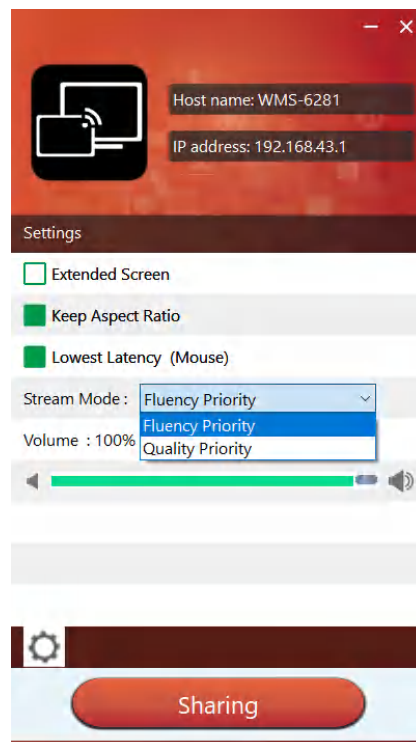 Host name: WMS-6281
IP address: 192.168.43.1
Settings
Extended Screen
Keep Aspect Ratio
Lowest Latency (Mouse)
Stream Mode : Fluency Priority
Fluency Priority
Volume : 100%
Quality Priority
Sharing